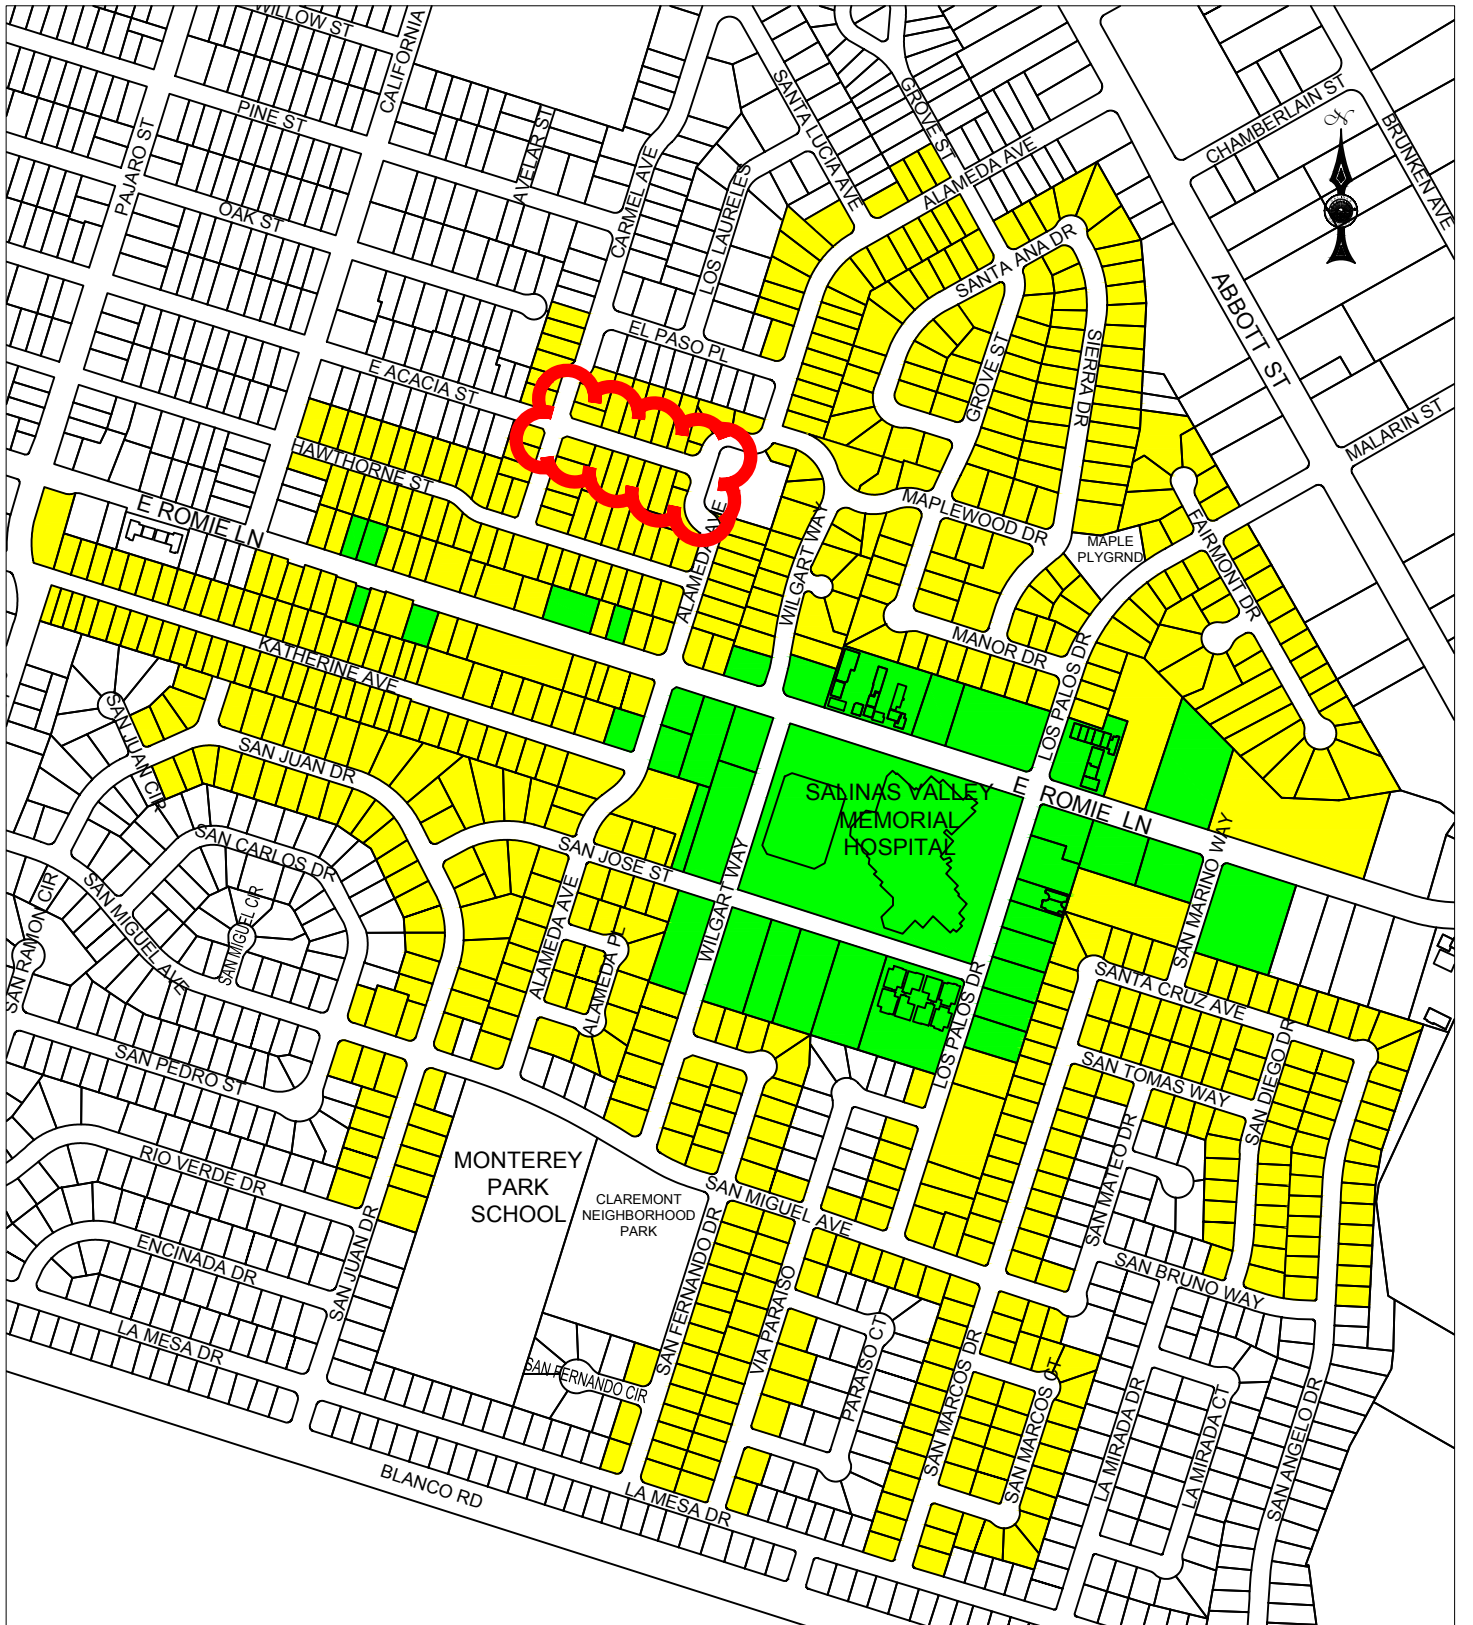 WILLOW ST
CALIFORNIA
PINE ST
PAJARO ST
OAK ST
AVELAR ST
CARMEL AVE
LOS LAURELES
SANTA LUCIA AVE
GROVE ST
ALAMEDA AVE
CHAMBERLAIN ST
BRUNKEN AVE
N
SANTA ANA DR
ABBOTT ST
EL PASO PL
E ACACIA ST
GROVE ST
SIERRA DR
MALARIN ST
HAWTHORNE ST
E ROMIE LN
ALAMEDA AVE
WILGART WAY
MAPLEWOOD DR
MAPLE
PLYGRND
FAIRMONT DR
KATHERINE AVE
MANOR DR
LOS PALOS DR
SAN JUAN CIR
SAN JUAN DR
SALINAS VALLEY
MEMORIAL
HOSPITAL
E ROMIE LN
SAN CARLOS DR
SAN JOSE ST
WILGART WAY
SAN MARINO WAY
SAN RAMON CIR
SAN MIGUEL AVE
SAN MIGUEL CR
ALAMEDA AVE
ALAMEDA PL
LOS PALOS DR
SANTA CRUZ AVE
SAN PEDRO ST
SAN TOMAS WAY
SAN DIEGO DR
RIO VERDE DR
MONTEREY
PARK
SCHOOL
CLAREMONT
NEIGHBORHOOD
PARK
SAN MIGUEL AVE
SAN MATEO DR
ENCINADA DR
SAN JUAN DR
SAN FERNANDO DR
VIA PARAISO
SAN BRUNO WAY
LA MESA DR
SAN FERNANDO CIR
PARAISO CT
SAN MARCOS DR
SAN MARCOS CT
LA MIRADA DR
LA MIRADA CT
SAN ANGELO DR
BLANCO RD
LA MESA DR